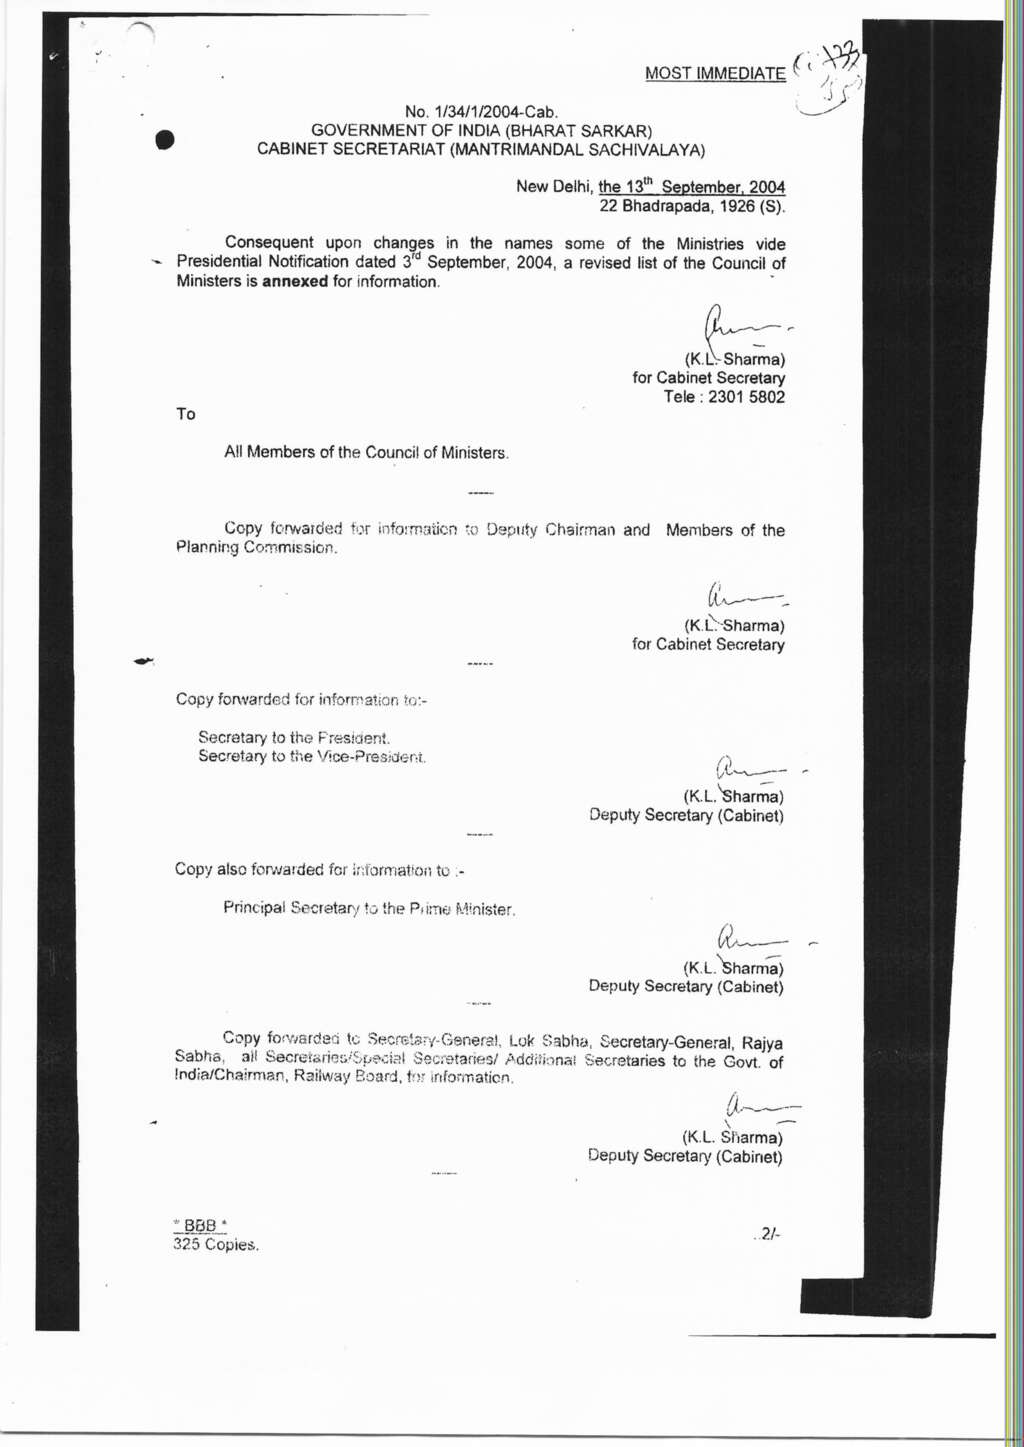 MOST IMMEDIATE
No. 1/34/1/2004-Cab.
GOVERNMENT OF INDIA (BHARAT SARKAR)
CABINET SECRETARIAT (MANTRIMANDAL SACHIVALAYA)
New Delhi, the 13th September, 2004
22 Bhadrapada, 1926 (S).
Consequent upon changes in the names some of the Ministries vide
Presidential Notification dated 3rd September, 2004, a revised list of the Council of
Ministers is annexed for information.
(K.L. Sharma)
for Cabinet Secretary
Tele : 2301 5802
To
All Members of the Council of Ministers.
-----
Copy forwarded for information to Deputy Chairman and Members of the
Planning Commission.
(K.L. Sharma)
for Cabinet Secretary
-----
Copy forwarded for information to:-
Secretary to the President.
Secretary to the Vice-President.
(K.L. Sharma)
Deputy Secretary (Cabinet)
-----
Copy also forwarded for information to :-
Principal Secretary to the Prime Minister.
(K.L. Sharma)
Deputy Secretary (Cabinet)
-----
Copy forwarded to Secretary-General, Lok Sabha, Secretary-General, Rajya
Sabha, all Secretaries/Special Secretaries/ Additional Secretaries to the Govt. of
India/Chairman, Railway Board, for information.
(K.L. Sharma)
Deputy Secretary (Cabinet)
-----
* BBB *
325 Copies.
..2/-